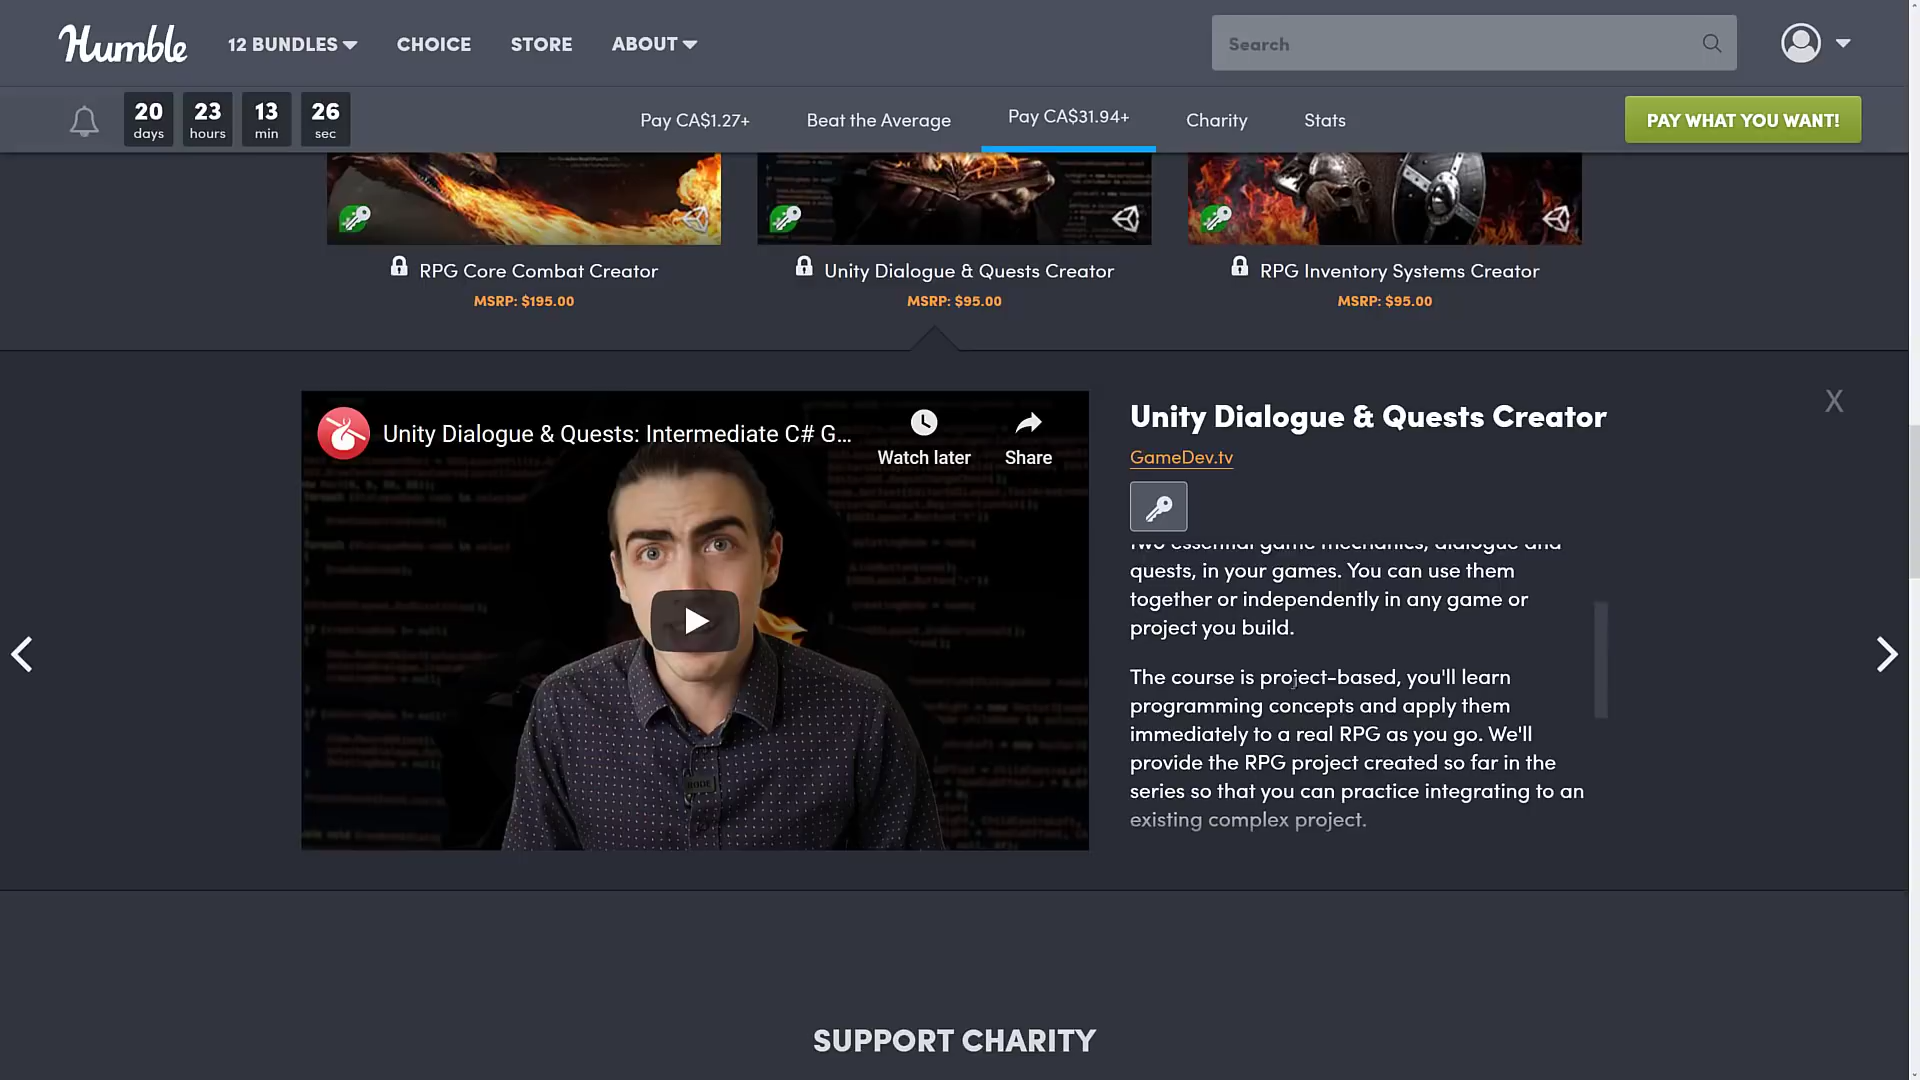 Humble
12 BUNDLES
CHOICE
STORE
ABOUT
Search
20 days
23 hours
13 min
26 sec
Pay CA$1.27+
Beat the Average
Pay CA$31.94+
Charity
Stats
PAY WHAT YOU WANT!
RPG Core Combat Creator
MSRP: $195.00
Unity Dialogue & Quests Creator
MSRP: $95.00
RPG Inventory Systems Creator
MSRP: $95.00
Unity Dialogue & Quests: Intermediate C# G...
Watch later
Share
X
Unity Dialogue & Quests Creator
GameDev.tv
two essential game mechanics, dialogue and
quests, in your games. You can use them
together or independently in any game or
project you build.
The course is project-based, you'll learn
programming concepts and apply them
immediately to a real RPG as you go. We'll
provide the RPG project created so far in the
series so that you can practice integrating to an
existing complex project.
SUPPORT CHARITY